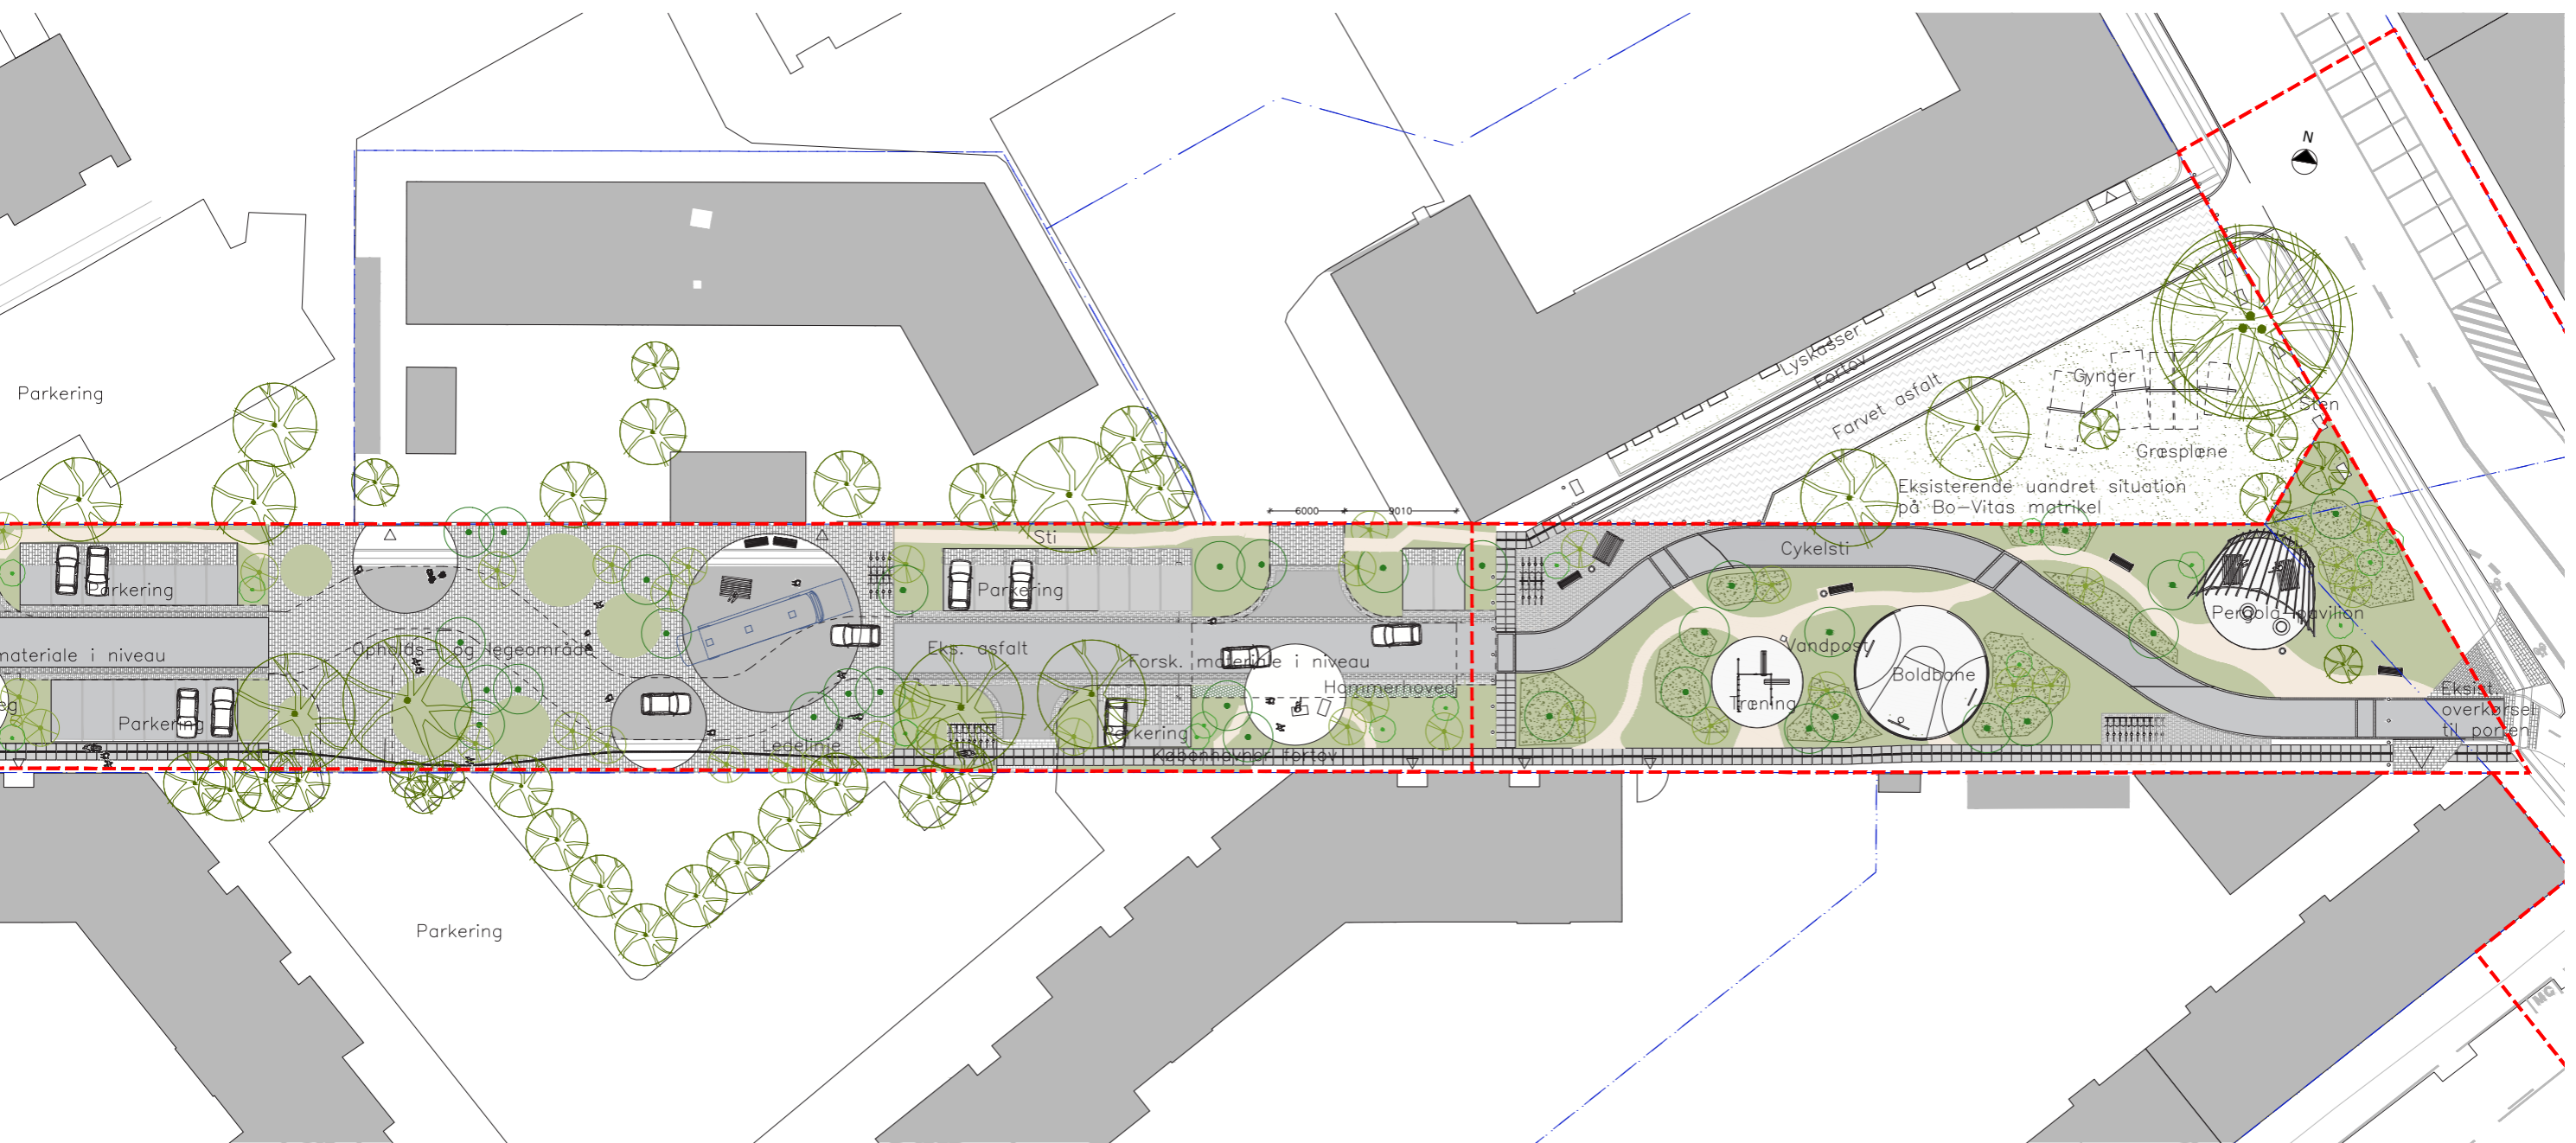 N
Parkering
Lyskasser
Fortov
Farvet asfalt
Gynger
Sten
Græsplæne
Eksisterende uandret situation
på Bo-Vitas matrikel
6000
9010
Sti
Cykelsti
Parkering
Parkering
Pergola pavilion
Opholds- og legeområde
materiale i niveau
Eks. asfalt
Forsk. materiale i niveau
Vandpost
Boldbane
Hammerhoved
Træning
Eksist.
overkørsel
til porten
Parkering
Parkering
Ledelinje
Københavner fortov
Parkering
MG